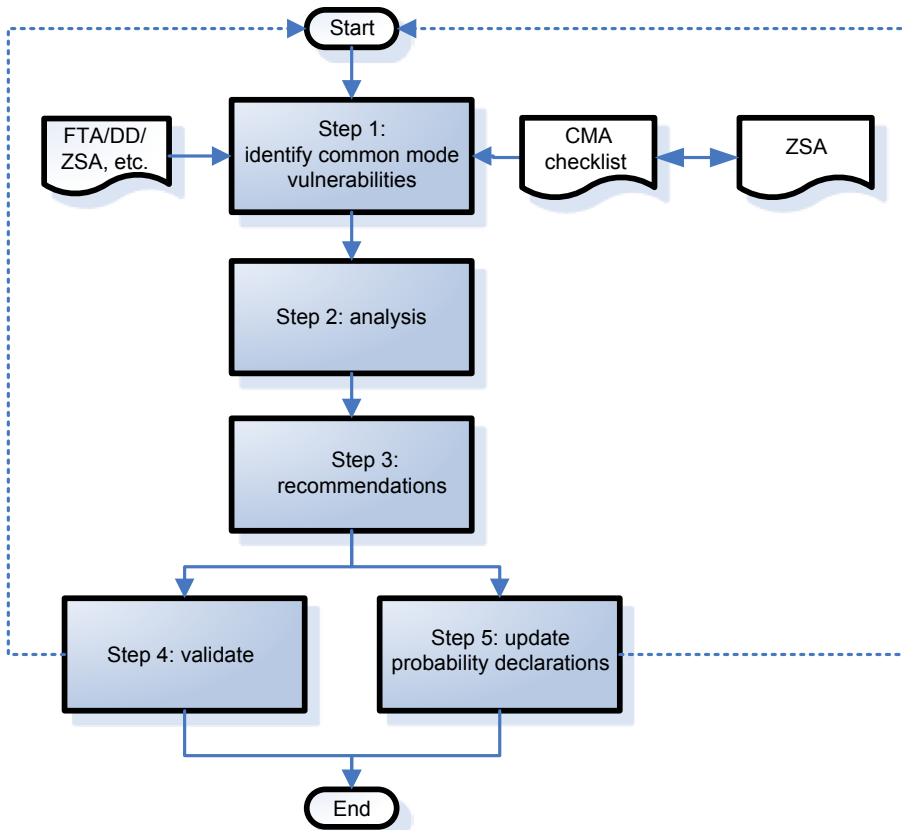 Start
FTA/DD/
ZSA, etc.
Step 1:
identify common mode
vulnerabilities
CMA
checklist
ZSA
Step 2: analysis
Step 3:
recommendations
Step 4: validate
Step 5: update
probability declarations
End